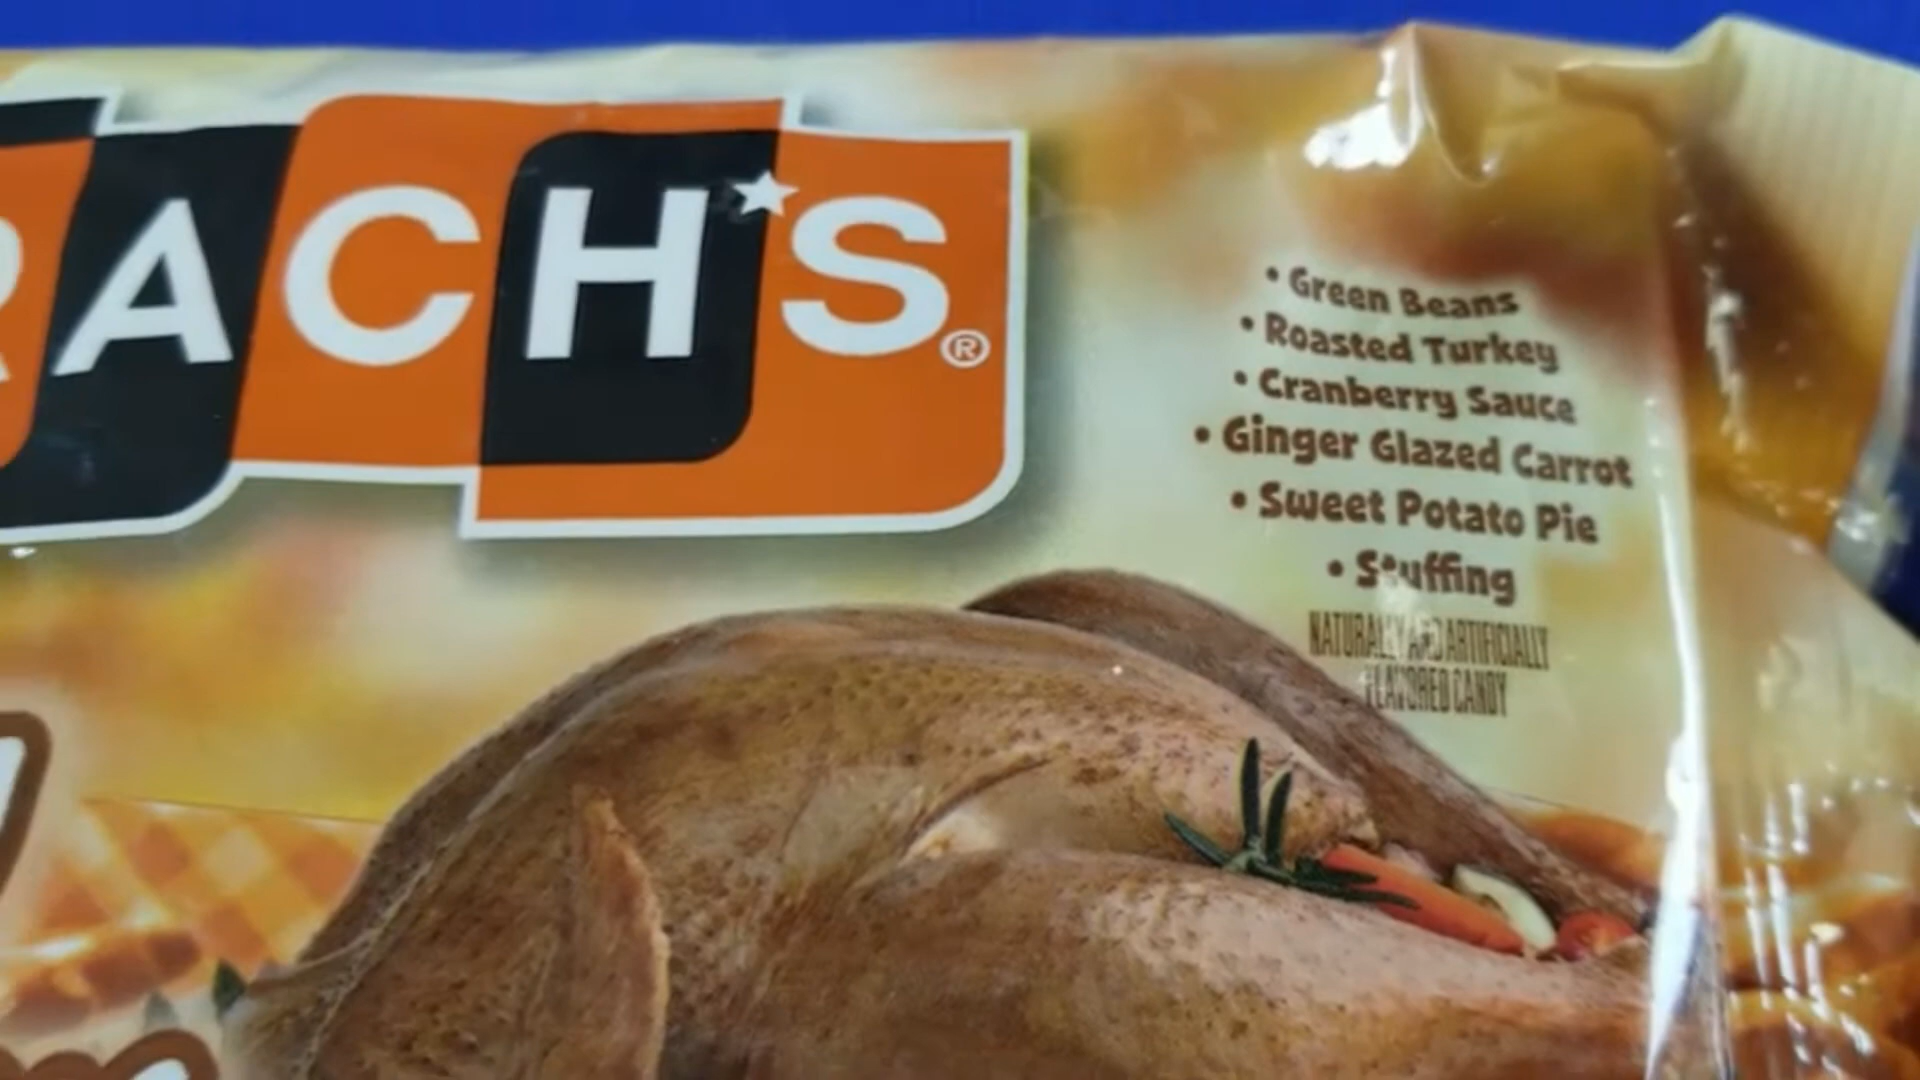 RACH'S®
• Green Beans
• Roasted Turkey
• Cranberry Sauce
• Ginger Glazed Carrot
• Sweet Potato Pie
• Stuffing
NATURALLY AND ARTIFICIALLY
FLAVORED CANDY